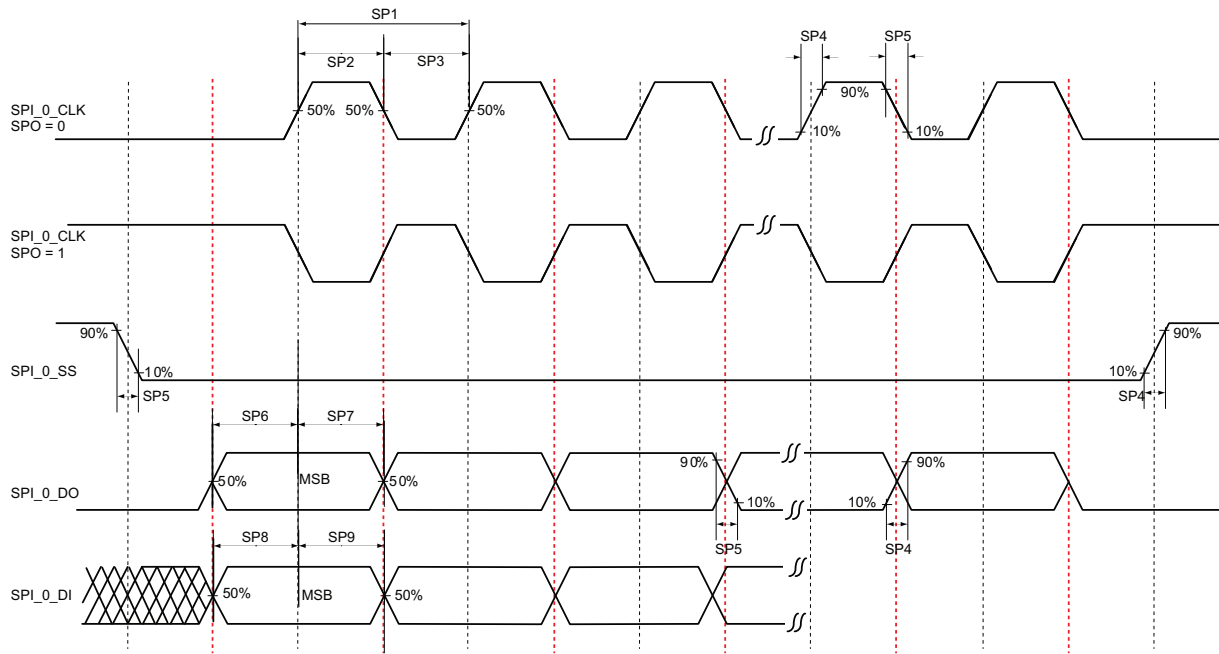 SP1
SP2
SP3
SP4
SP5
SPI_0_CLK
SPO = 0
50%
50%
50%
90%
10%
10%
SPI_0_CLK
SPO = 1
90%
10%
SP5
SPI_0_SS
90%
10%
SP4
SP6
SP7
SPI_0_DO
50%
MSB
50%
90%
10%
SP5
90%
10%
SP4
SP8
SP9
SPI_0_DI
50%
MSB
50%